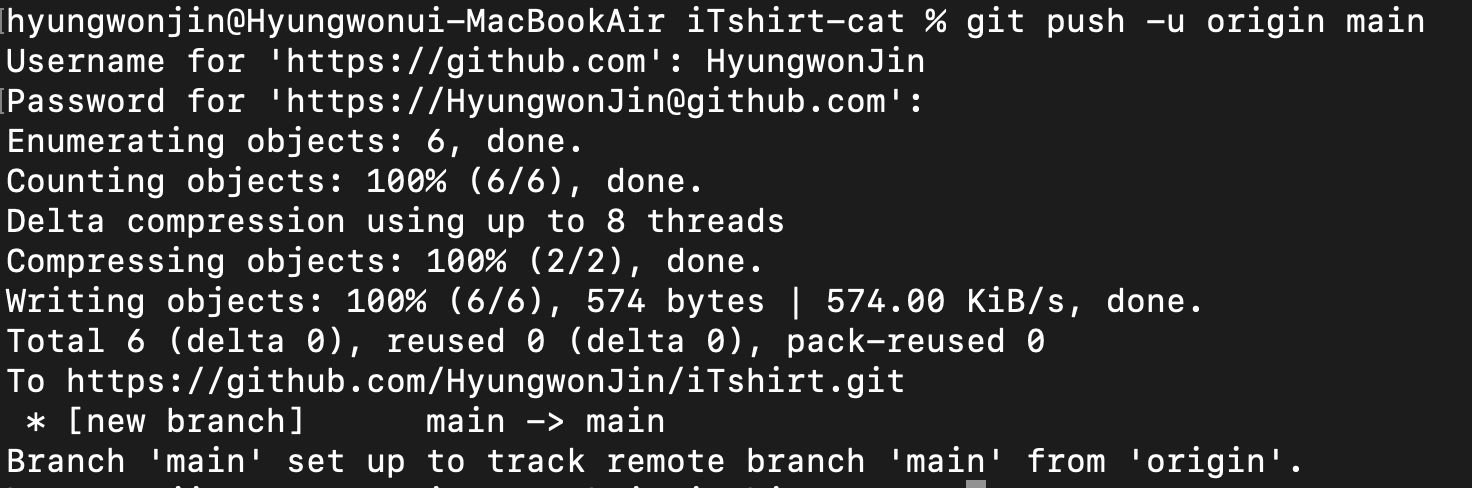 hyungwonjin@Hyungwonui-MacBookAir iTshirt-cat % git push -u origin main
Username for 'https://github.com': HyungwonJin
Password for 'https://HyungwonJin@github.com':
Enumerating objects: 6, done.
Counting objects: 100% (6/6), done.
Delta compression using up to 8 threads
Compressing objects: 100% (2/2), done.
Writing objects: 100% (6/6), 574 bytes | 574.00 KiB/s, done.
Total 6 (delta 0), reused 0 (delta 0), pack-reused 0
To https://github.com/HyungwonJin/iTshirt.git
 * [new branch]      main -> main
Branch 'main' set up to track remote branch 'main' from 'origin'.